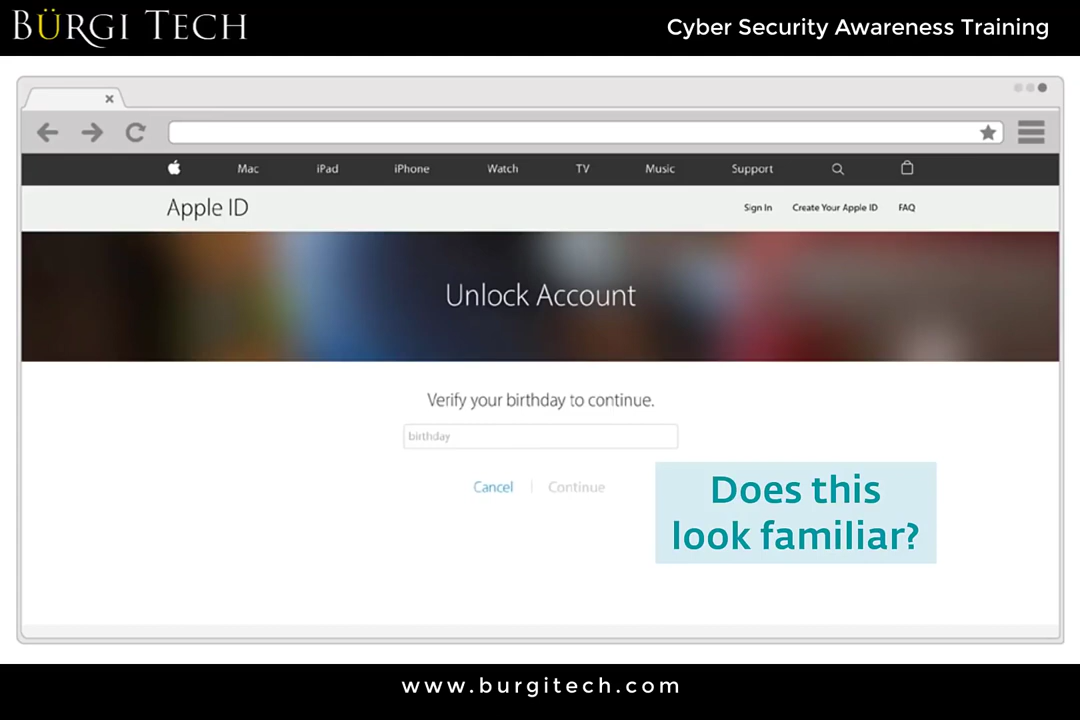 BÜRGI TECH
Cyber Security Awareness Training
Mac iPad iPhone Watch TV Music Support
Apple ID
Sign In Create Your Apple ID FAQ
Unlock Account
Verify your birthday to continue.
birthday
Cancel | Continue
Does this
look familiar?
www.burgitech.com